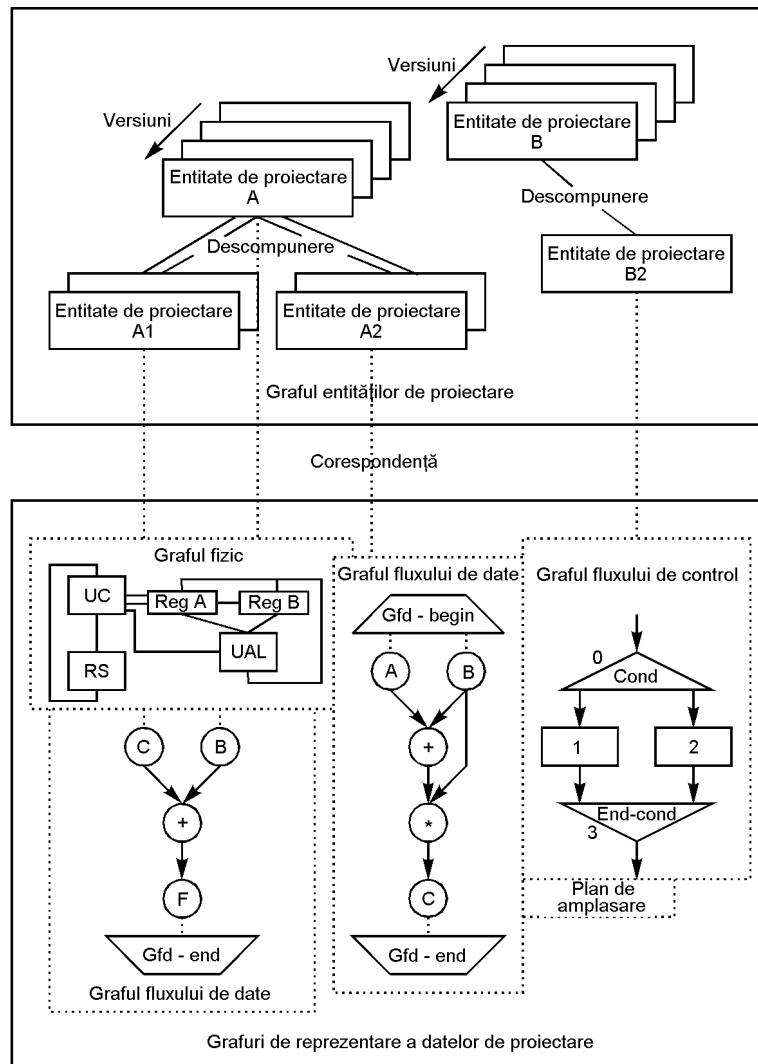 Versiuni
Versiuni
Entitate de proiectare
B
Entitate de proiectare
A
Descompunere
Descompunere
Entitate de proiectare
B2
Entitate de proiectare
A1
Entitate de proiectare
A2
Graful entităților de proiectare
Corespondență
Graful fizic
UC
Reg A
Reg B
RS
UAL
Graful fluxului de date
Gfd - begin
A
B
+
*
C
Gfd - end
Graful fluxului de control
0
Cond
1
2
End-cond
3
Plan de
amplasare
C
B
+
F
Gfd - end
Graful fluxului de date
Grafuri de reprezentare a datelor de proiectare